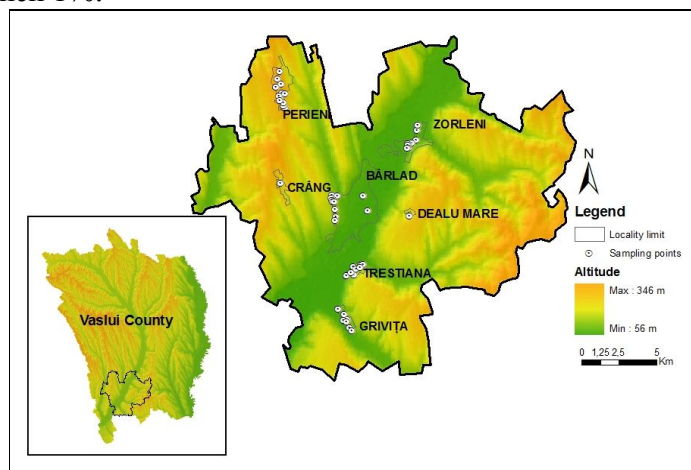 PERIENI
ZORLENI
BÂRLAD
CRÂNG
DEALU MARE
TRESTIANA
GRIVIȚA
Vaslui County
N
Legend
Locality limit
Sampling points
Altitude
Max : 346 m
Min : 56 m
0 1,25 2,5 5
Km